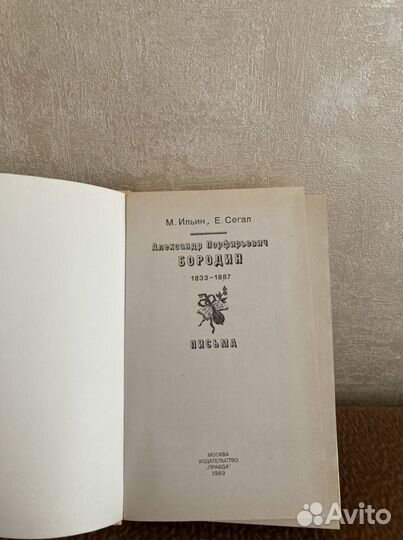 М. Ильин, Е. Сегал
Александр Порфирьевич
БОРОДИН
1833–1887
ПИСЬМА
МОСКВА
ИЗДАТЕЛЬСТВО
„ПРАВДА"
1989
Avito